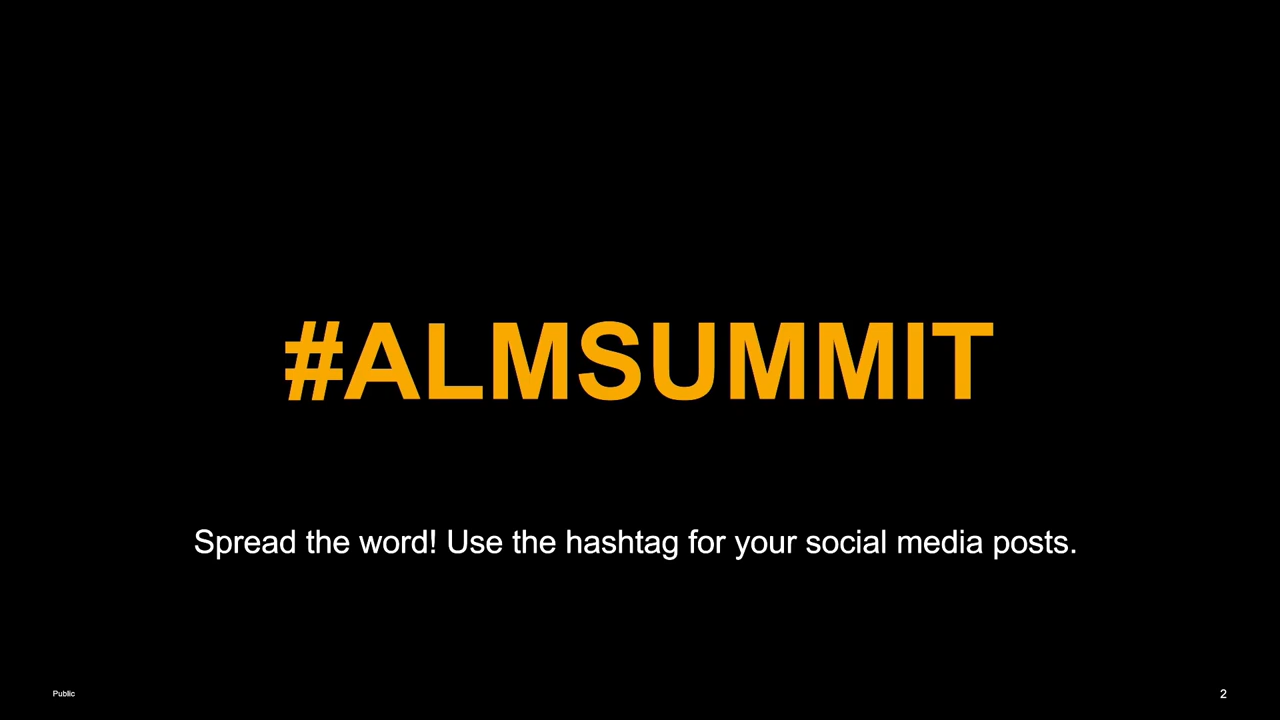 #ALMSUMMIT
Spread the word! Use the hashtag for your social media posts.
Public
2